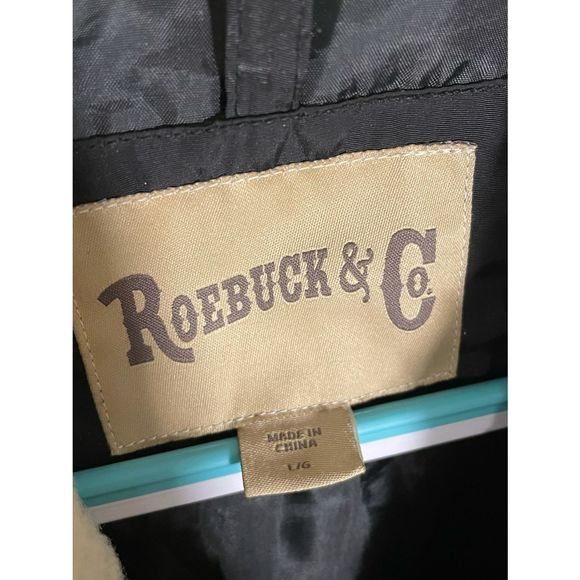 ROEBUCK & CO.
MADE IN
CHINA
L/G